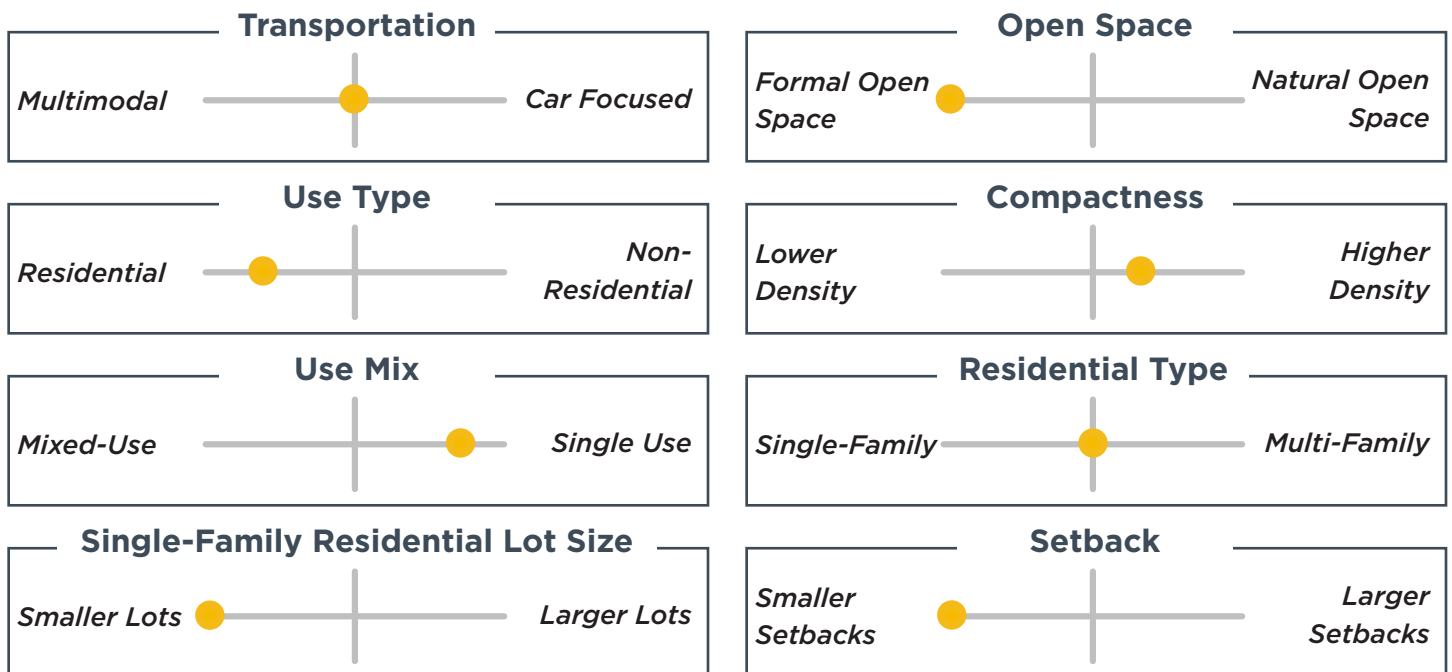 Transportation
Multimodal
Car Focused
Open Space
Formal Open
Space
Natural Open
Space
Use Type
Residential
Non-
Residential
Compactness
Lower
Density
Higher
Density
Use Mix
Mixed-Use
Single Use
Residential Type
Single-Family
Multi-Family
Single-Family Residential Lot Size
Smaller Lots
Larger Lots
Setback
Smaller
Setbacks
Larger
Setbacks